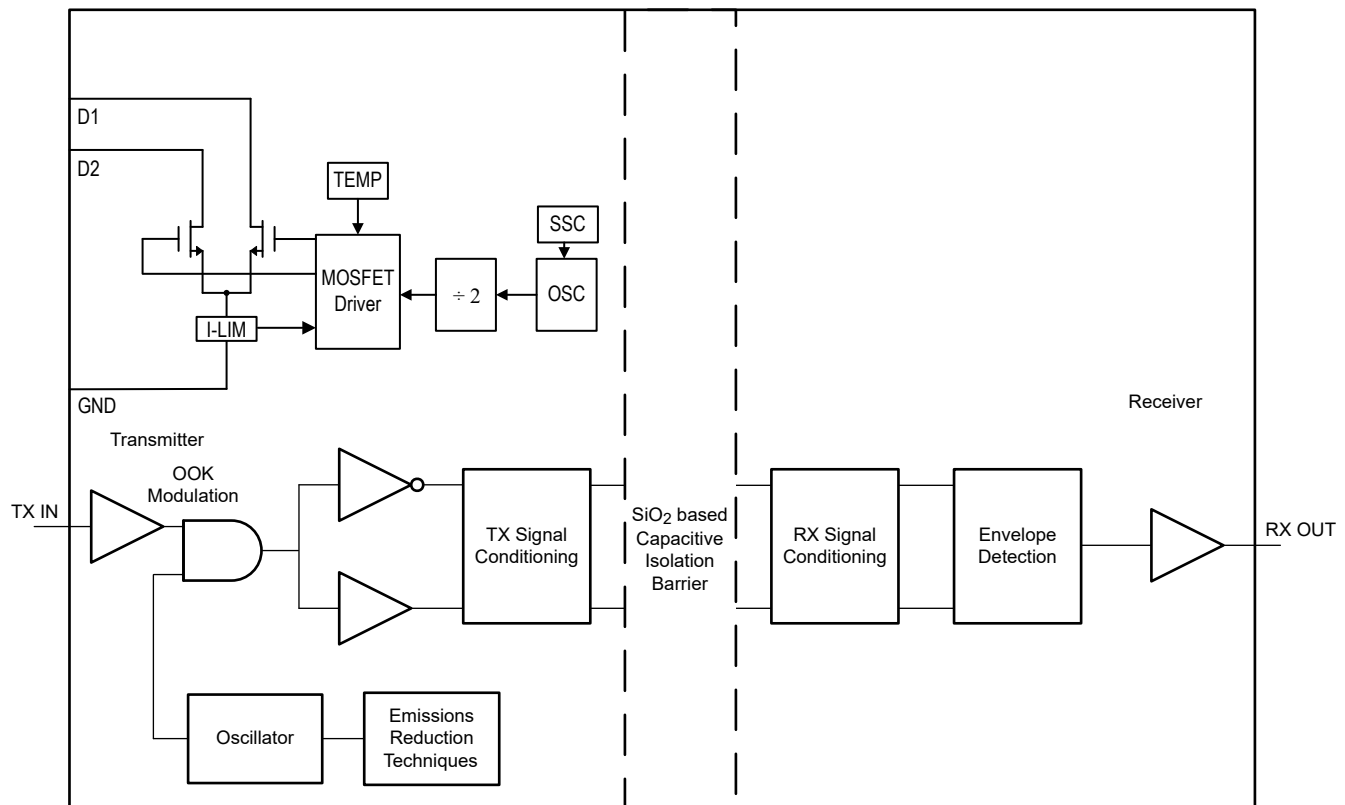 D1
D2
TEMP
SSC
MOSFET
Driver
÷ 2
OSC
I-LIM
GND
Receiver
Transmitter
OOK
Modulation
TX IN
TX Signal
Conditioning
SiO₂ based
Capacitive
Isolation
Barrier
RX Signal
Conditioning
Envelope
Detection
RX OUT
Oscillator
Emissions
Reduction
Techniques